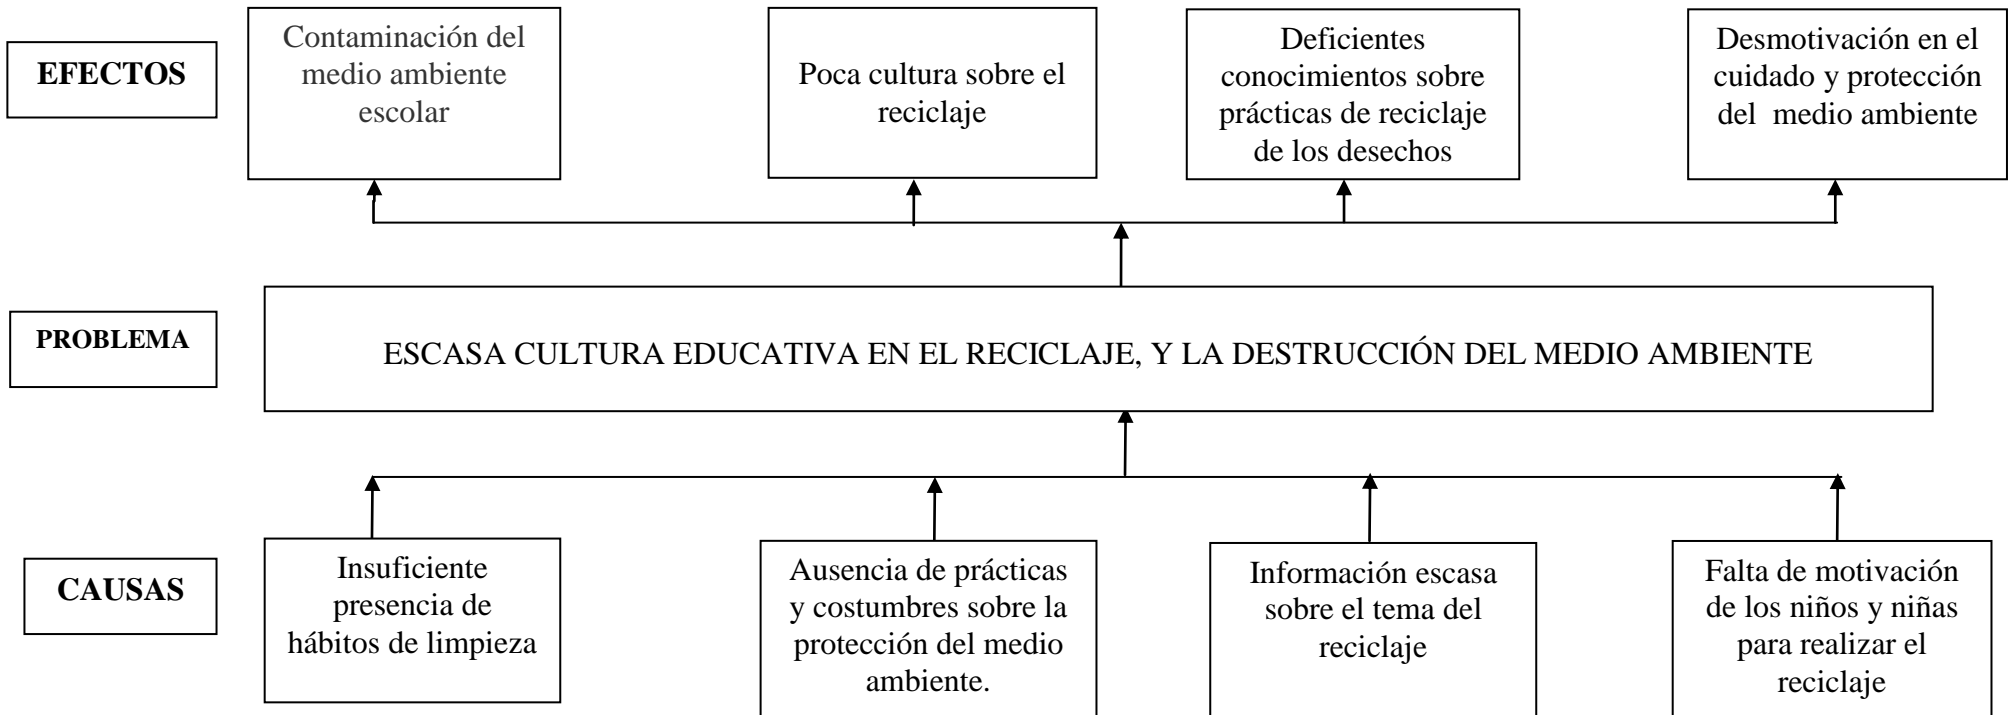 EFECTOS
Contaminación del
medio ambiente
escolar
Poca cultura sobre el
reciclaje
Deficientes
conocimientos sobre
prácticas de reciclaje
de los desechos
Desmotivación en el
cuidado y protección
del medio ambiente
PROBLEMA
ESCASA CULTURA EDUCATIVA EN EL RECICLAJE, Y LA DESTRUCCIÓN DEL MEDIO AMBIENTE
CAUSAS
Insuficiente
presencia de
hábitos de limpieza
Ausencia de prácticas
y costumbres sobre la
protección del medio
ambiente.
Información escasa
sobre el tema del
reciclaje
Falta de motivación
de los niños y niñas
para realizar el
reciclaje